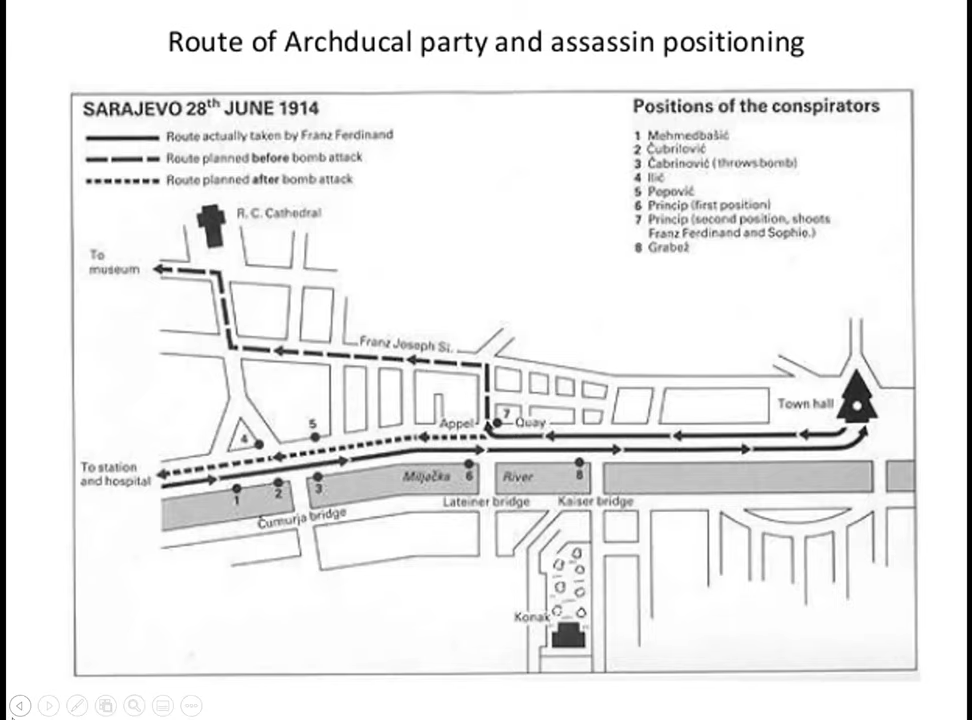 Route of Archducal party and assassin positioning
SARAJEVO 28th JUNE 1914
Route actually taken by Franz Ferdinand
Route planned before bomb attack
Route planned after bomb attack
Positions of the conspirators
1 Mehmedbašić
2 Čubrilović
3 Čabrinović (throws bomb)
4 Ilić
5 Popović
6 Princip (first position)
7 Princip (second position, shoots
Franz Ferdinand and Sophie.)
8 Grabež
R. C. Cathedral
To
museum
Franz Joseph St.
Town hall
7
Appel Quay
5
4
To station
and hospital
Miljačka River
6
8
1
2
3
Lateiner bridge
Kaiser bridge
Čumurja bridge
Konak